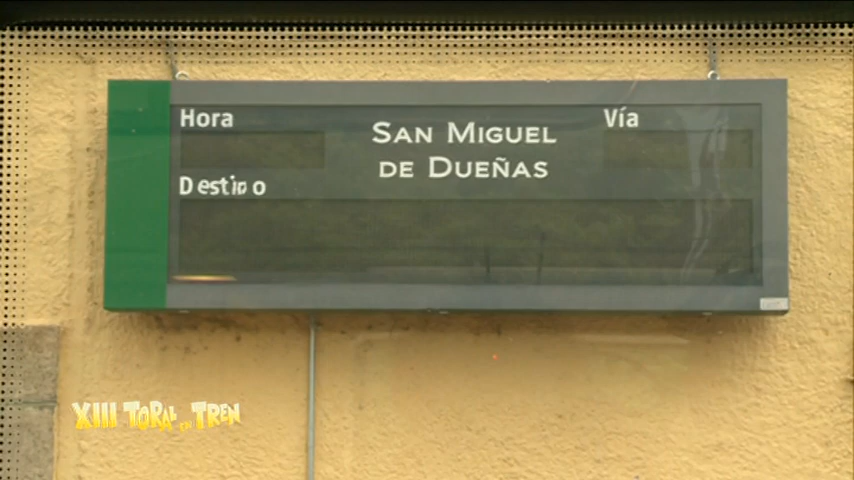 Hora
SAN MIGUEL
DE DUEÑAS
Vía
Destino
XIII TORAL EN TREN